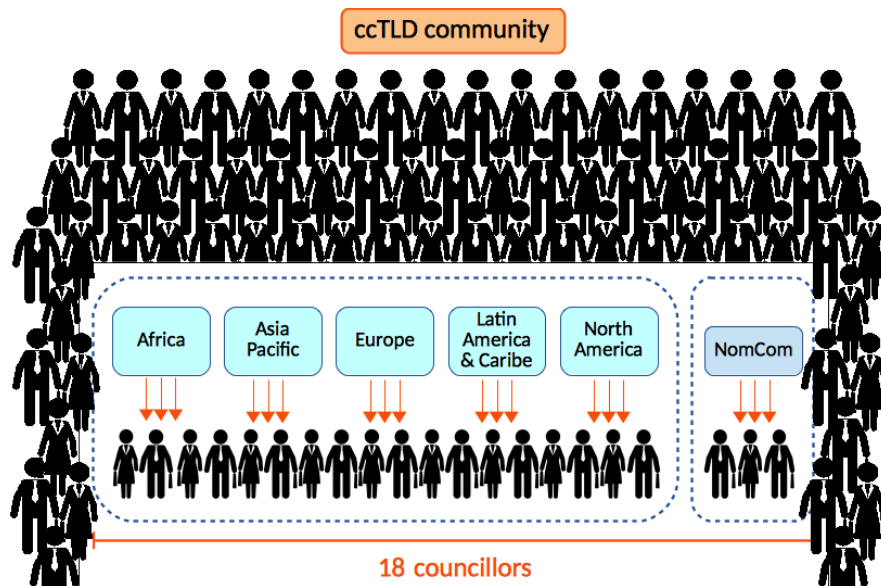 ccTLD community
Africa
Asia
Pacific
Europe
Latin
America
& Caribe
North
America
NomCom
18 councillors